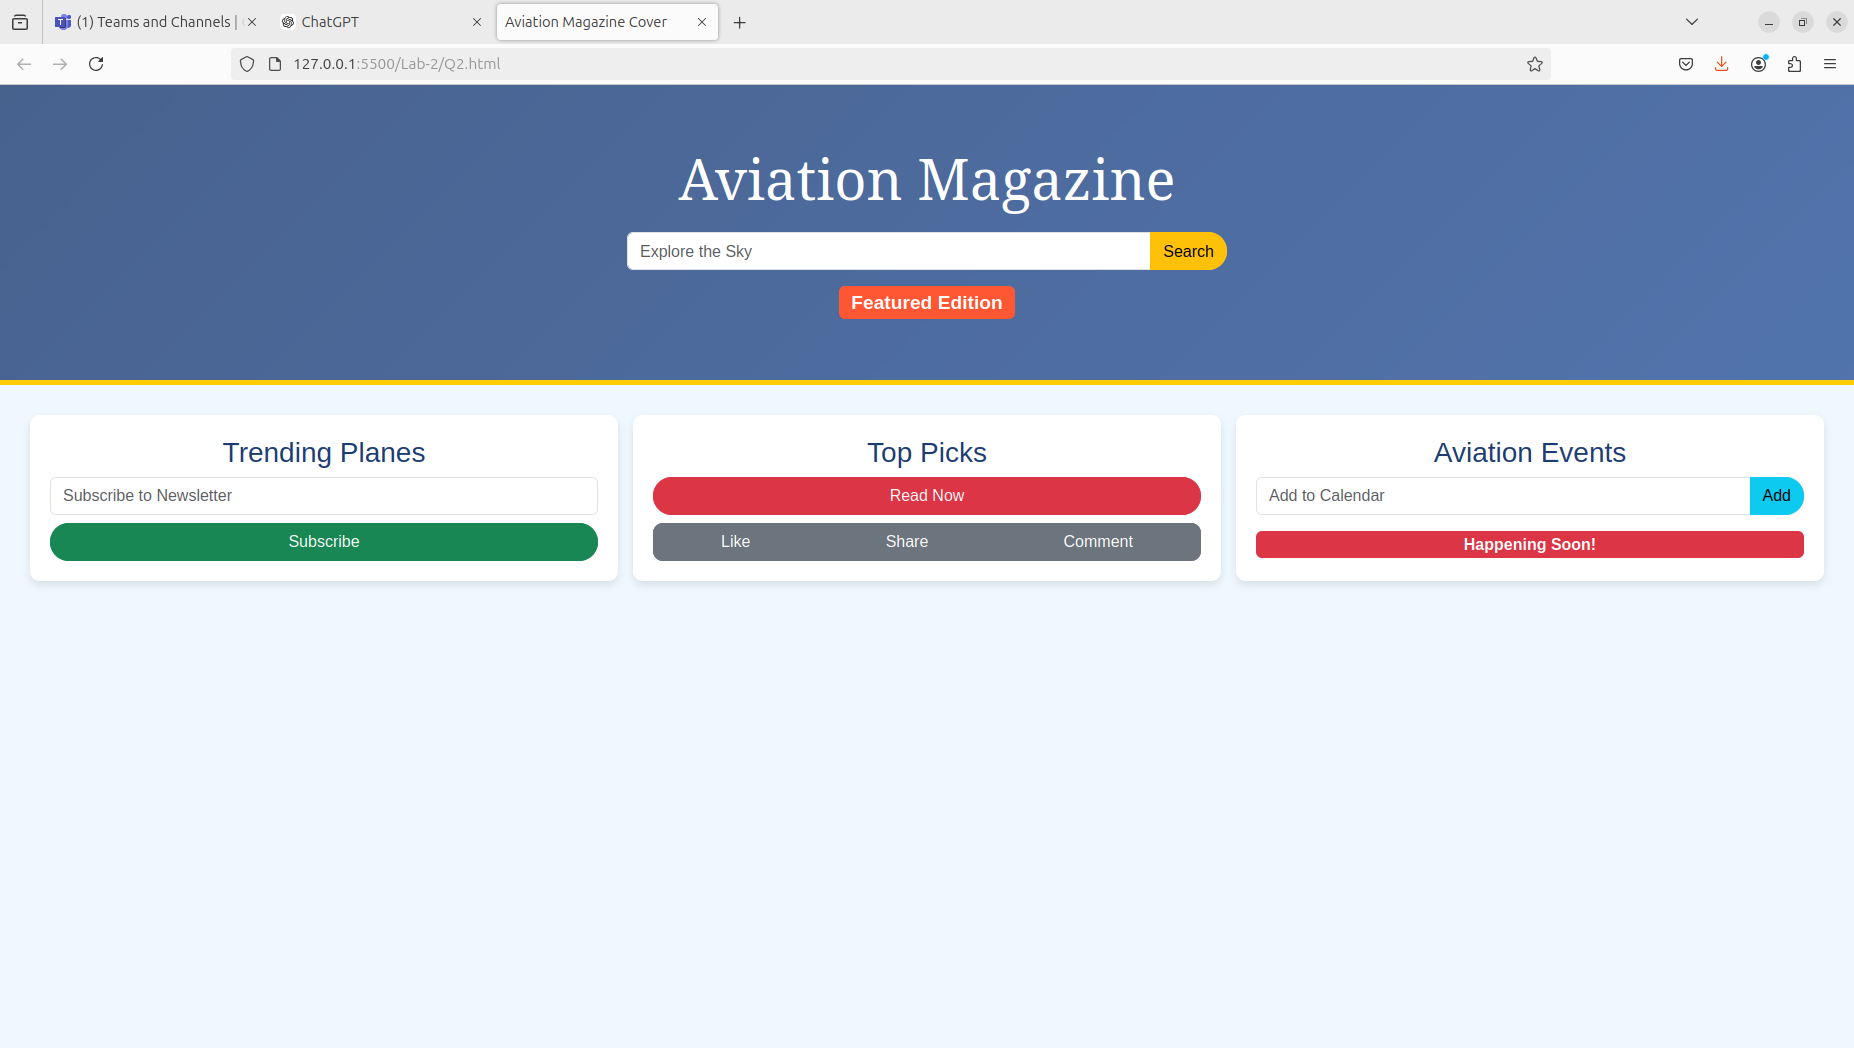 (1) Teams and Channels |
ChatGPT
Aviation Magazine Cover
127.0.0.1:5500/Lab-2/Q2.html
Aviation Magazine
Explore the Sky
Search
Featured Edition
Trending Planes
Subscribe to Newsletter
Subscribe
Top Picks
Read Now
Like
Share
Comment
Aviation Events
Add to Calendar
Add
Happening Soon!